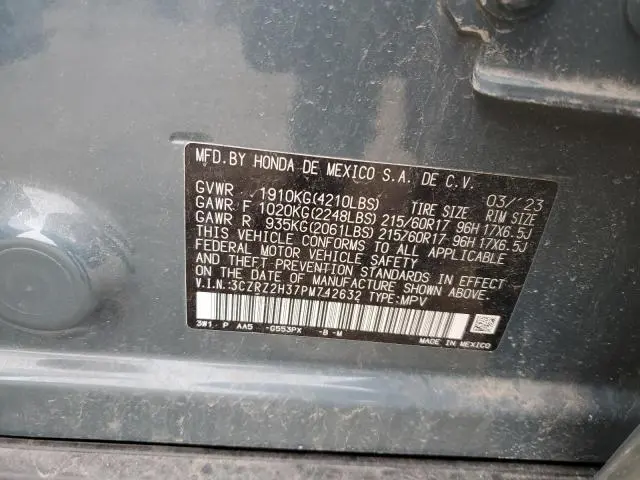 MFD.BY HONDA DE MEXICO S.A. DE C.V.
03/'23
GVWR 1910KG(4210LBS) TIRE SIZE RIM SIZE
GAWR F 1020KG(2248LBS) 215/60R17 96H 17X6.5J
GAWR R 935KG(2061LBS) 215/60R17 96H 17X6.5J
THIS VEHICLE CONFORMS TO ALL APPLICABLE
FEDERAL MOTOR VEHICLE SAFETY
STANDARDS IN EFFECT ON THE
DATE OF MANUFACTURE SHOWN ABOVE.
V.I.N.:3CZRZ2H37PM742632 TYPE:MPV
3W1 P AA5 -G553PX -B-M
MADE IN MEXICO